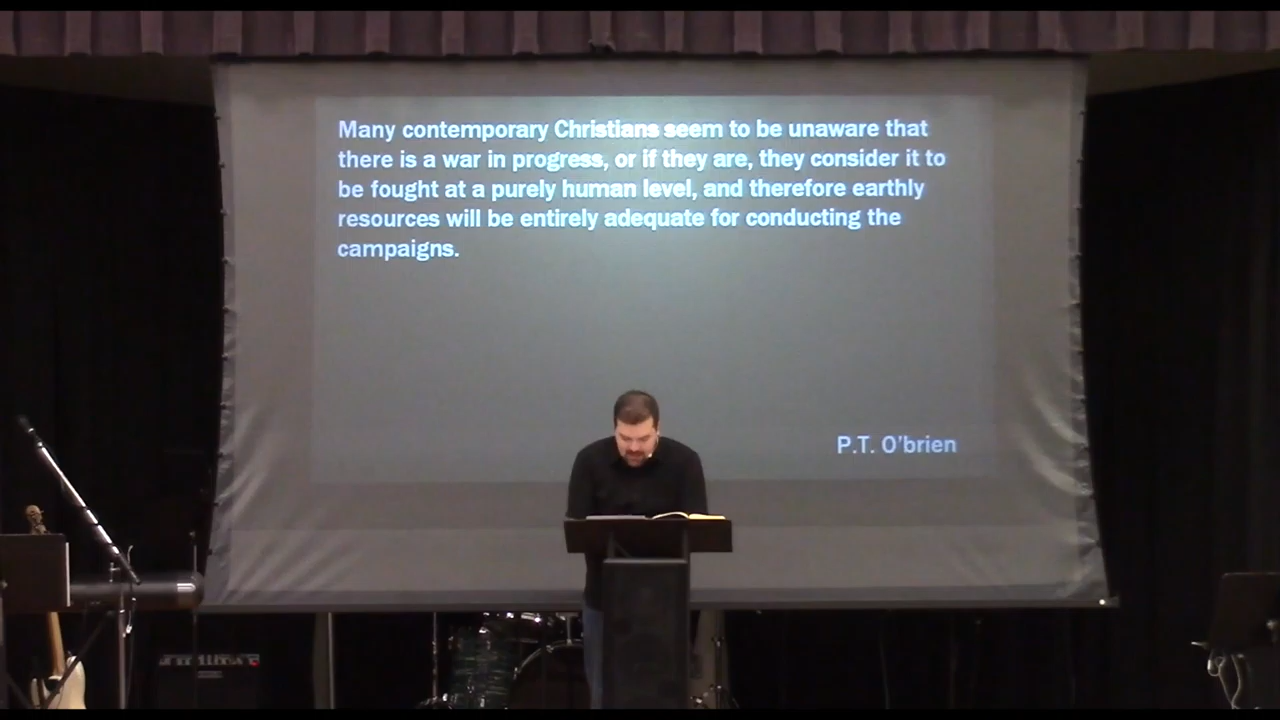 Many contemporary Christians seem to be unaware that
there is a war in progress, or if they are, they consider it to
be fought at a purely human level, and therefore earthly
resources will be entirely adequate for conducting the
campaigns.
P.T. O'brien